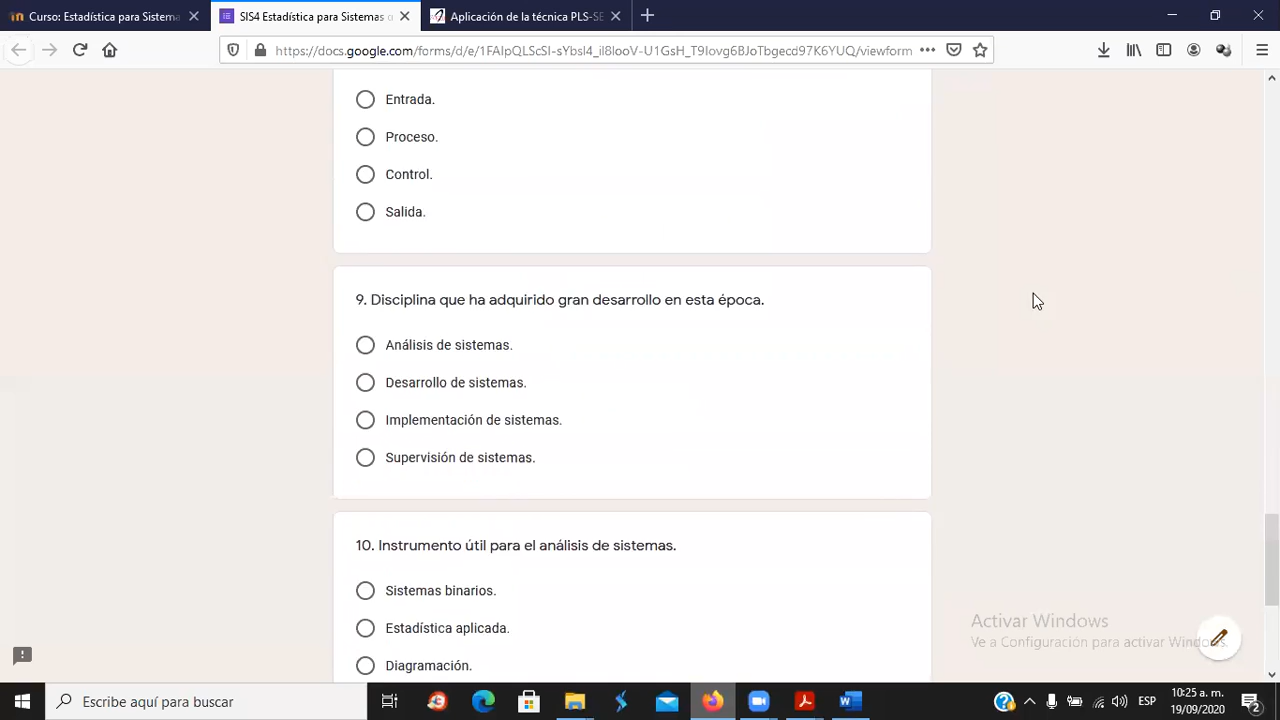 Curso: Estadística para Sistema
SIS4 Estadística para Sistemas
Aplicación de la técnica PLS-SE
https://docs.google.com/forms/d/e/1FAIpQLScSI-sYbsl4_il8looV-U1GsH_T9Iovg6BJoTbgecd97K6YUQ/viewform
Entrada.
Proceso.
Control.
Salida.
9. Disciplina que ha adquirido gran desarrollo en esta época.
Análisis de sistemas.
Desarrollo de sistemas.
Implementación de sistemas.
Supervisión de sistemas.
10. Instrumento útil para el análisis de sistemas.
Sistemas binarios.
Estadística aplicada.
Diagramación.
Activar Windows
Ve a Configuración para activar Windows.
Escribe aquí para buscar
ESP
10:25 a. m.
19/09/2020
2